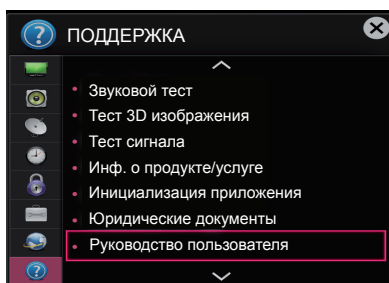 ПОДДЕРЖКА
Звуковой тест
Тест 3D изображения
Тест сигнала
Инф. о продукте/услуге
Инициализация приложения
Юридические документы
Руководство пользователя